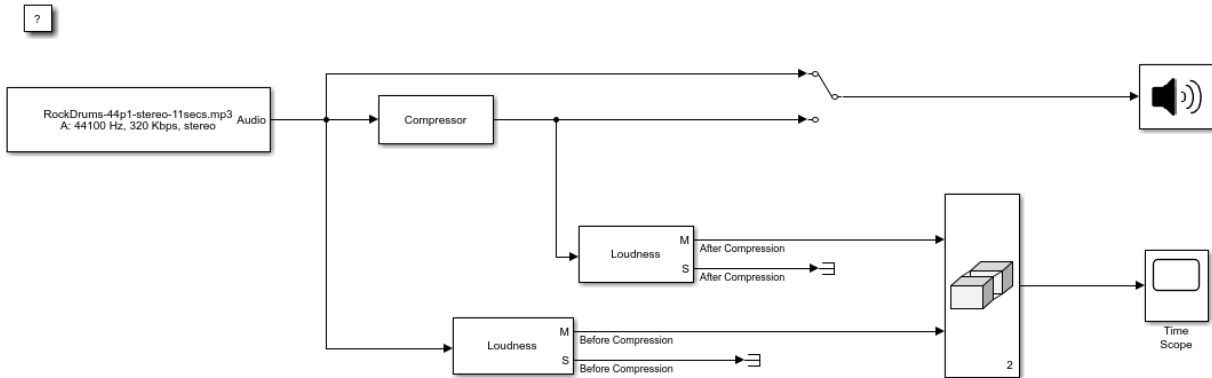 ?
RockDrums-44p1-stereo-11secs.mp3
A: 44100 Hz, 320 Kbps, stereo
Audio
Compressor
Loudness
M
After Compression
S
After Compression
Loudness
M
Before Compression
S
Before Compression
2
Time
Scope